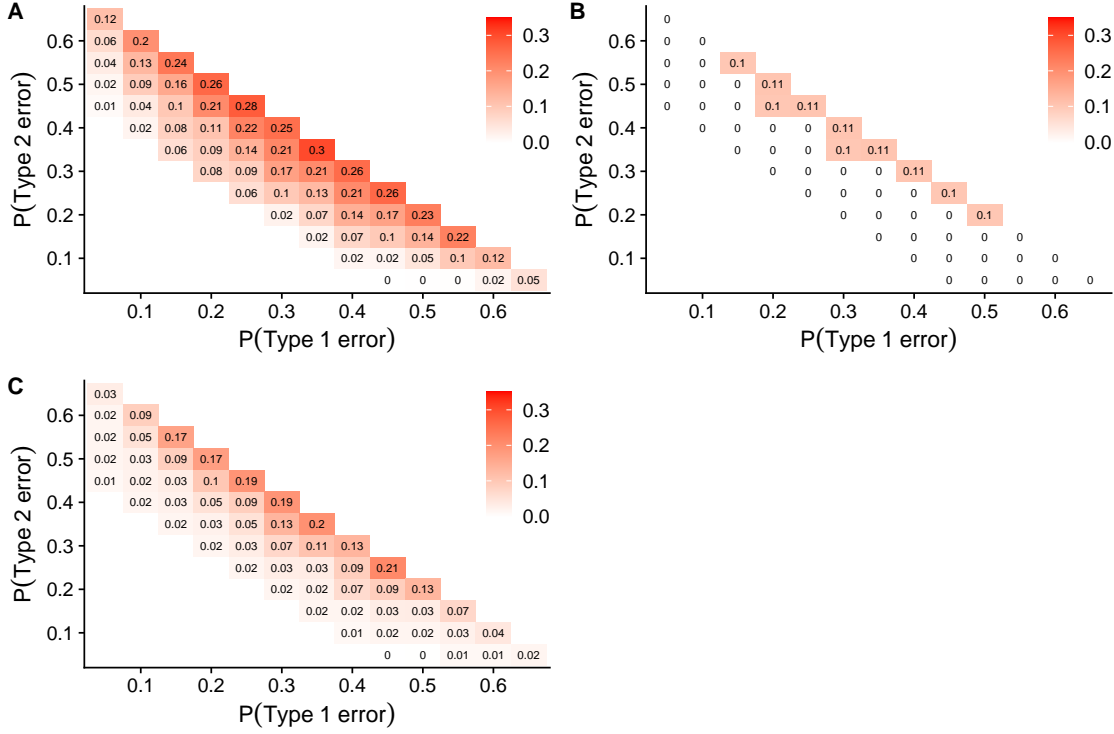 A
0.12
0.06 0.2
0.04 0.13 0.24
0.02 0.09 0.16 0.26
0.01 0.04 0.1 0.21 0.28
0.02 0.08 0.11 0.22 0.25
0.06 0.09 0.14 0.21 0.3
0.08 0.09 0.17 0.21 0.26
0.06 0.1 0.13 0.21 0.26
0.02 0.07 0.14 0.17 0.23
0.02 0.07 0.1 0.14 0.22
0.02 0.02 0.05 0.1 0.12
0 0 0 0.02 0.05
0.6
0.5
0.4
0.3
0.2
0.1
P(Type 2 error)
0.1 0.2 0.3 0.4 0.5 0.6
P(Type 1 error)
0.3
0.2
0.1
0.0
B
0
0 0
0 0 0.1
0 0 0 0.11
0 0 0 0.1 0.11
0 0 0 0 0.11
0 0 0 0.1 0.11
0 0 0 0 0.11
0 0 0 0 0.1
0 0 0 0 0.1
0 0 0 0 0
0 0 0 0 0
0 0 0 0 0
0.6
0.5
0.4
0.3
0.2
0.1
P(Type 2 error)
0.1 0.2 0.3 0.4 0.5 0.6
P(Type 1 error)
0.3
0.2
0.1
0.0
C
0.03
0.02 0.09
0.02 0.05 0.17
0.02 0.03 0.09 0.17
0.01 0.02 0.03 0.1 0.19
0.02 0.03 0.05 0.09 0.19
0.02 0.03 0.05 0.13 0.2
0.02 0.03 0.07 0.11 0.13
0.02 0.03 0.03 0.09 0.21
0.02 0.02 0.07 0.09 0.13
0.02 0.02 0.03 0.03 0.07
0.01 0.02 0.02 0.03 0.04
0 0 0.01 0.01 0.02
0.6
0.5
0.4
0.3
0.2
0.1
P(Type 2 error)
0.1 0.2 0.3 0.4 0.5 0.6
P(Type 1 error)
0.3
0.2
0.1
0.0